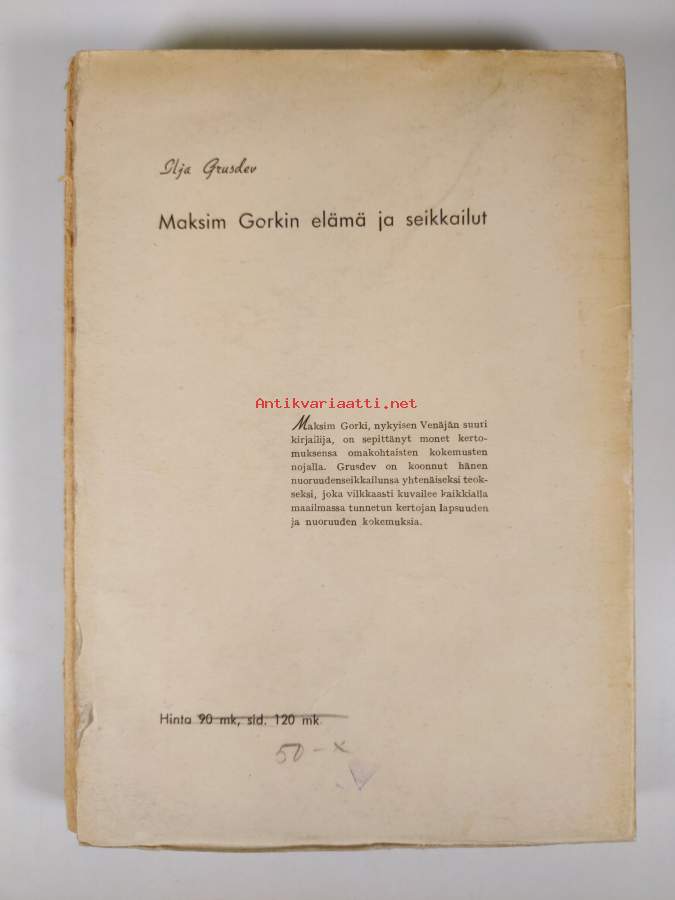 Ilja Grusdev
Maksim Gorkin elämä ja seikkailut
Antikvariaatti.net
Maksim Gorki, nykyisen Venäjän suuri
kirjailija, on sepittänyt monet kerto-
muksensa omakohtaisten kokemusten
nojalla. Grusdev on koonnut hänen
nuoruudenseikkailunsa yhtenäiseksi teok-
seksi, joka vilkkaasti kuvailee kaikkialla
maailmassa tunnetun kertojan lapsuuden
ja nuoruuden kokemuksia.
Hinta 90 mk, sid. 120 mk
50 - x